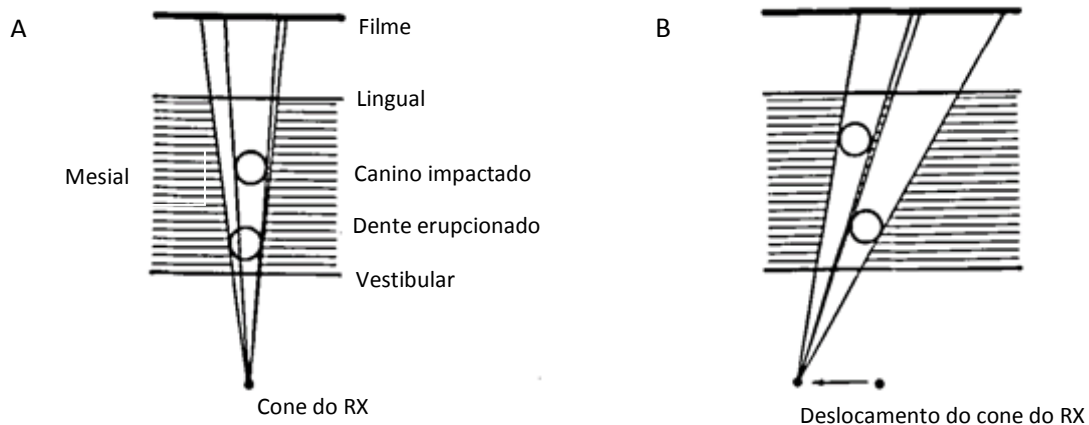 A
Filme
Lingual
Mesial
Canino impactado
Dente erupcionado
Vestibular
Cone do RX
B
Deslocamento do cone do RX